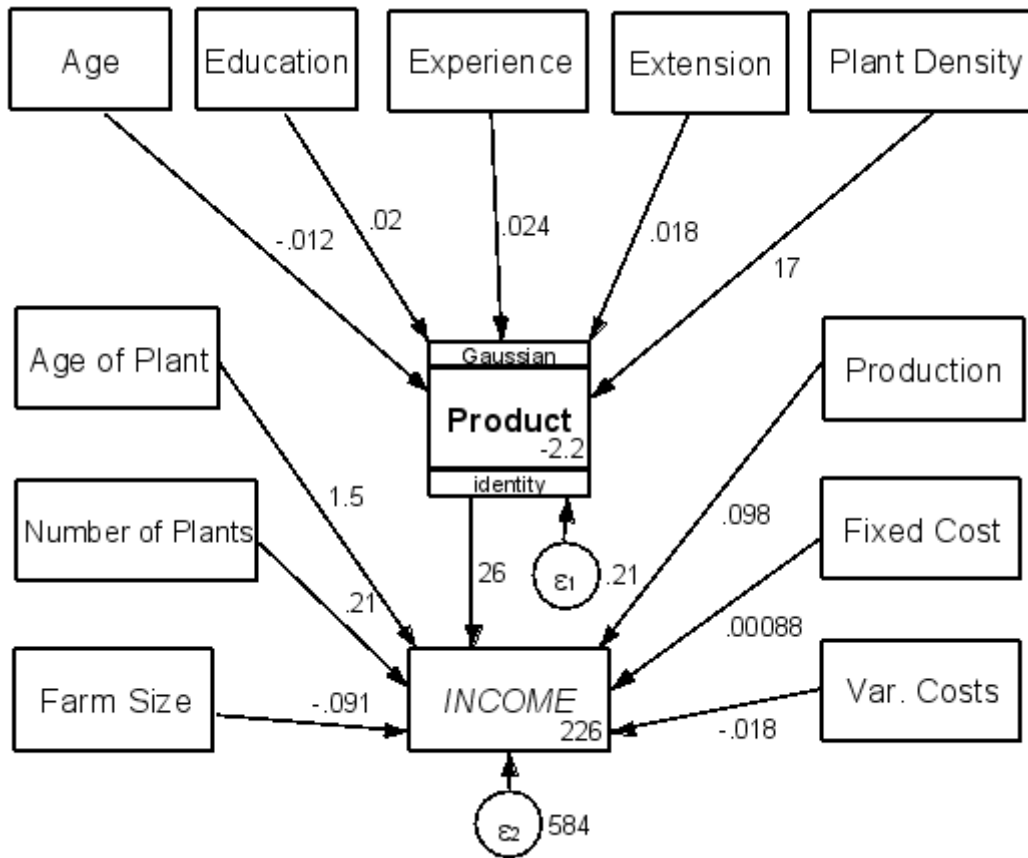 Age
Education
Experience
Extension
Plant Density
-.012
.02
.024
.018
17
Age of Plant
Gaussian
Product
-2.2
identity
Production
1.5
Number of Plants
.21
26
ε1
.21
.098
Fixed Cost
.00088
Farm Size
-.091
INCOME
226
-.018
Var. Costs
ε2
584